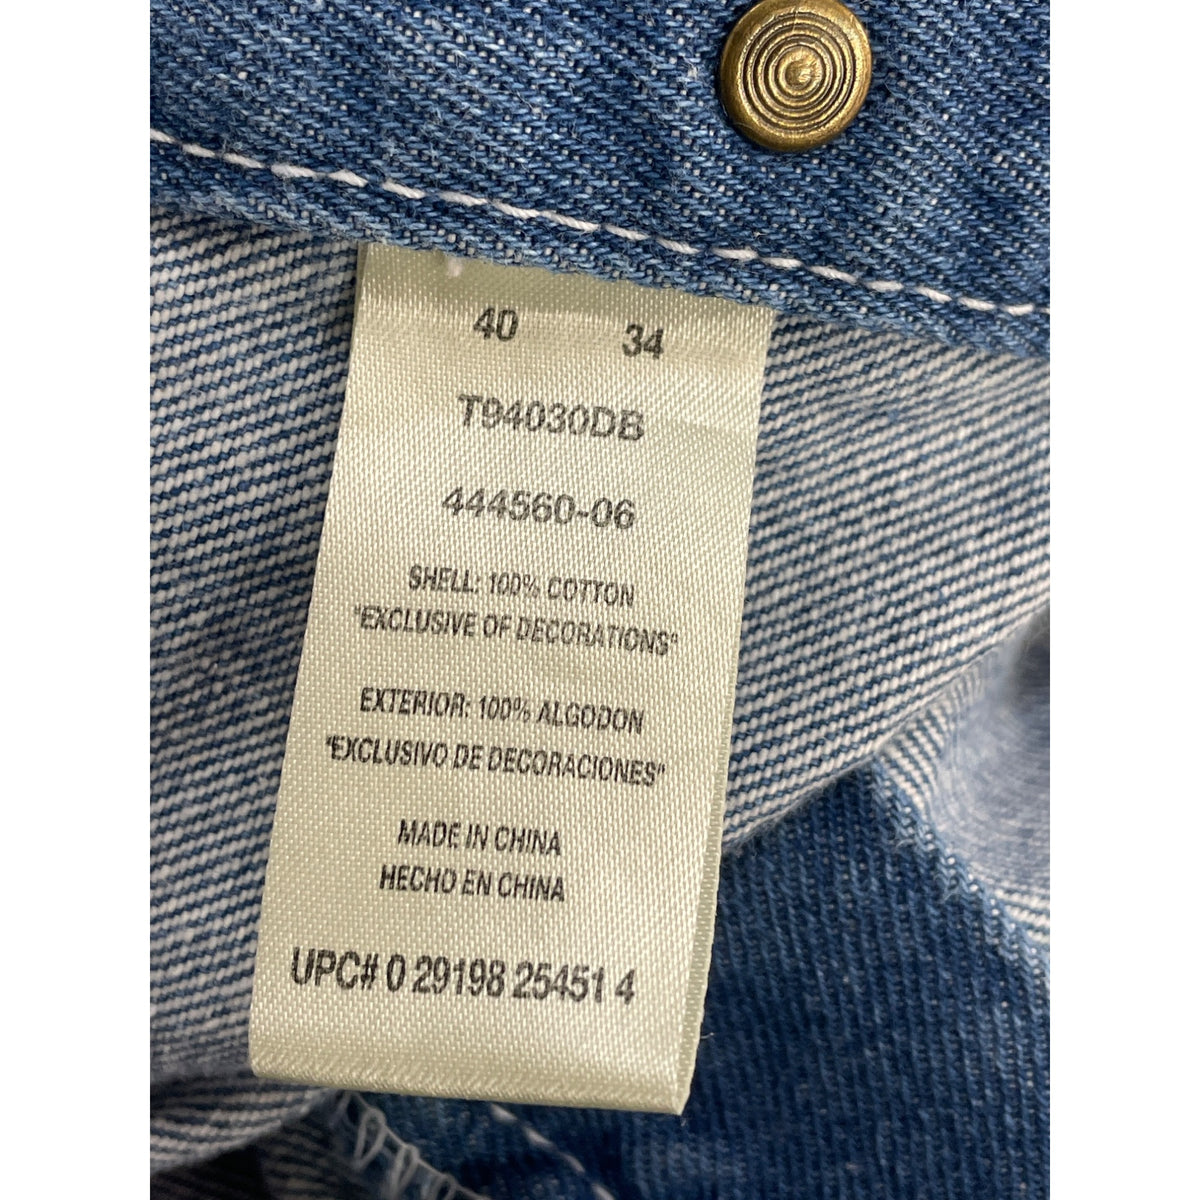 40 34
T94030DB
444560-06
SHELL: 100% COTTON
"EXCLUSIVE OF DECORATIONS"
EXTERIOR: 100% ALGODON
"EXCLUSIVO DE DECORACIONES"
MADE IN CHINA
HECHO EN CHINA
UPC# 0 29198 25451 4